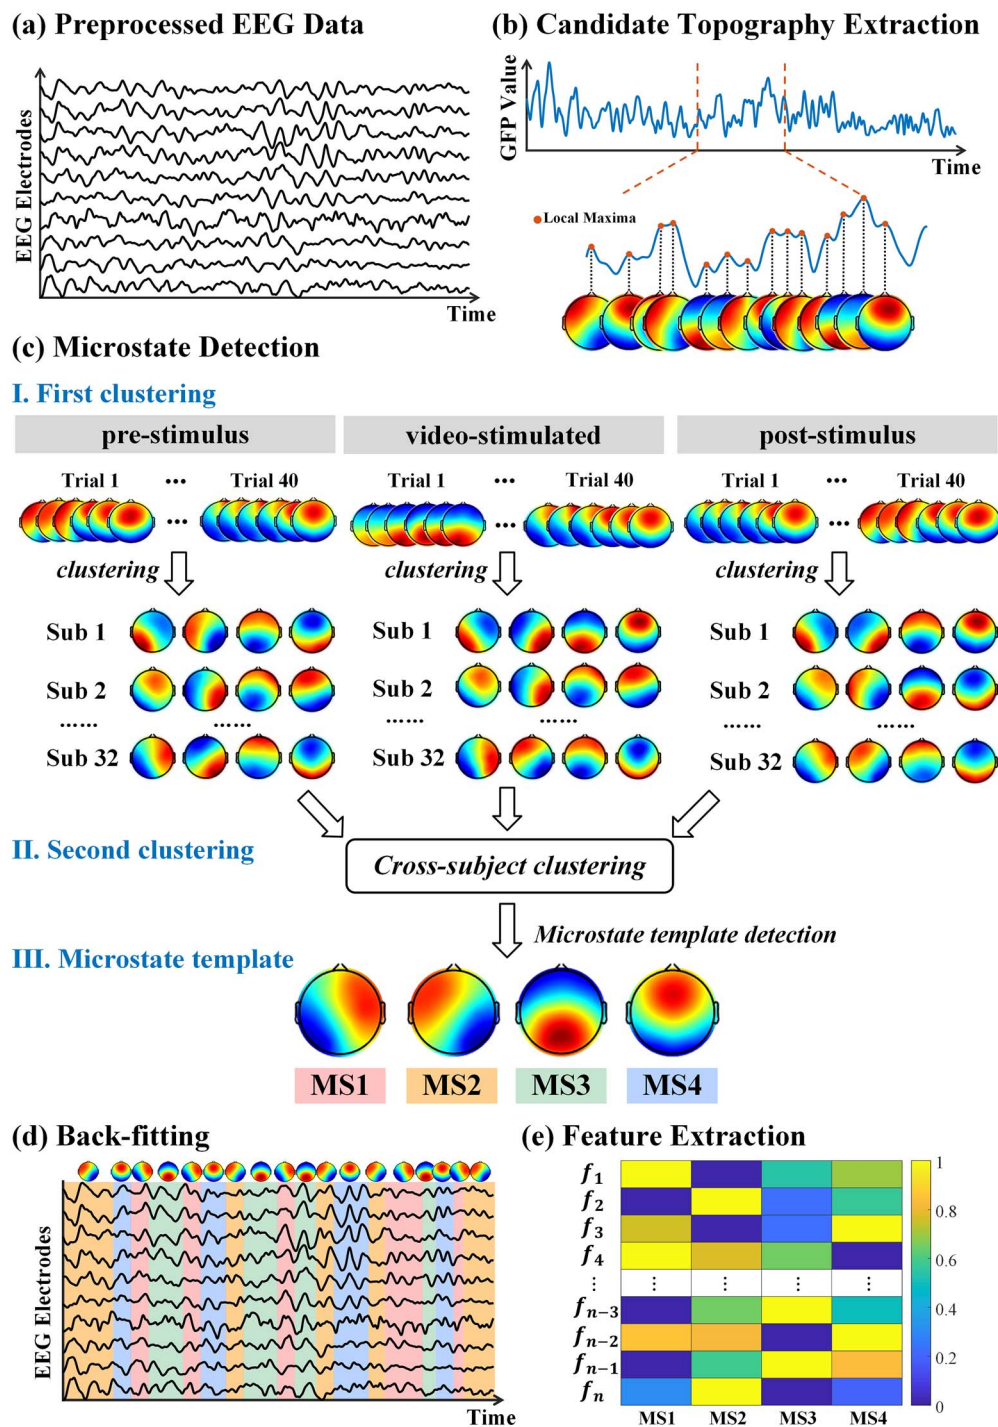 (a) Preprocessed EEG Data
EEG Electrodes
Time
(b) Candidate Topography Extraction
GFP Value
Time
Local Maxima
(c) Microstate Detection
I. First clustering
pre-stimulus
video-stimulated
post-stimulus
Trial 1 ... Trial 40
Trial 1 ... Trial 40
Trial 1 ... Trial 40
...
...
...
clustering
clustering
clustering
Sub 1
Sub 1
Sub 1
Sub 2
Sub 2
Sub 2
...... ......
...... ......
...... ......
Sub 32
Sub 32
Sub 32
II. Second clustering
Cross-subject clustering
Microstate template detection
III. Microstate template
MS1 MS2 MS3 MS4
(d) Back-fitting
EEG Electrodes
Time
(e) Feature Extraction
f₁
f₂
f₃
f₄
⋮ ⋮ ⋮ ⋮ ⋮
fₙ₋₃
fₙ₋₂
fₙ₋₁
fₙ
MS1 MS2 MS3 MS4
1
0.8
0.6
0.4
0.2
0